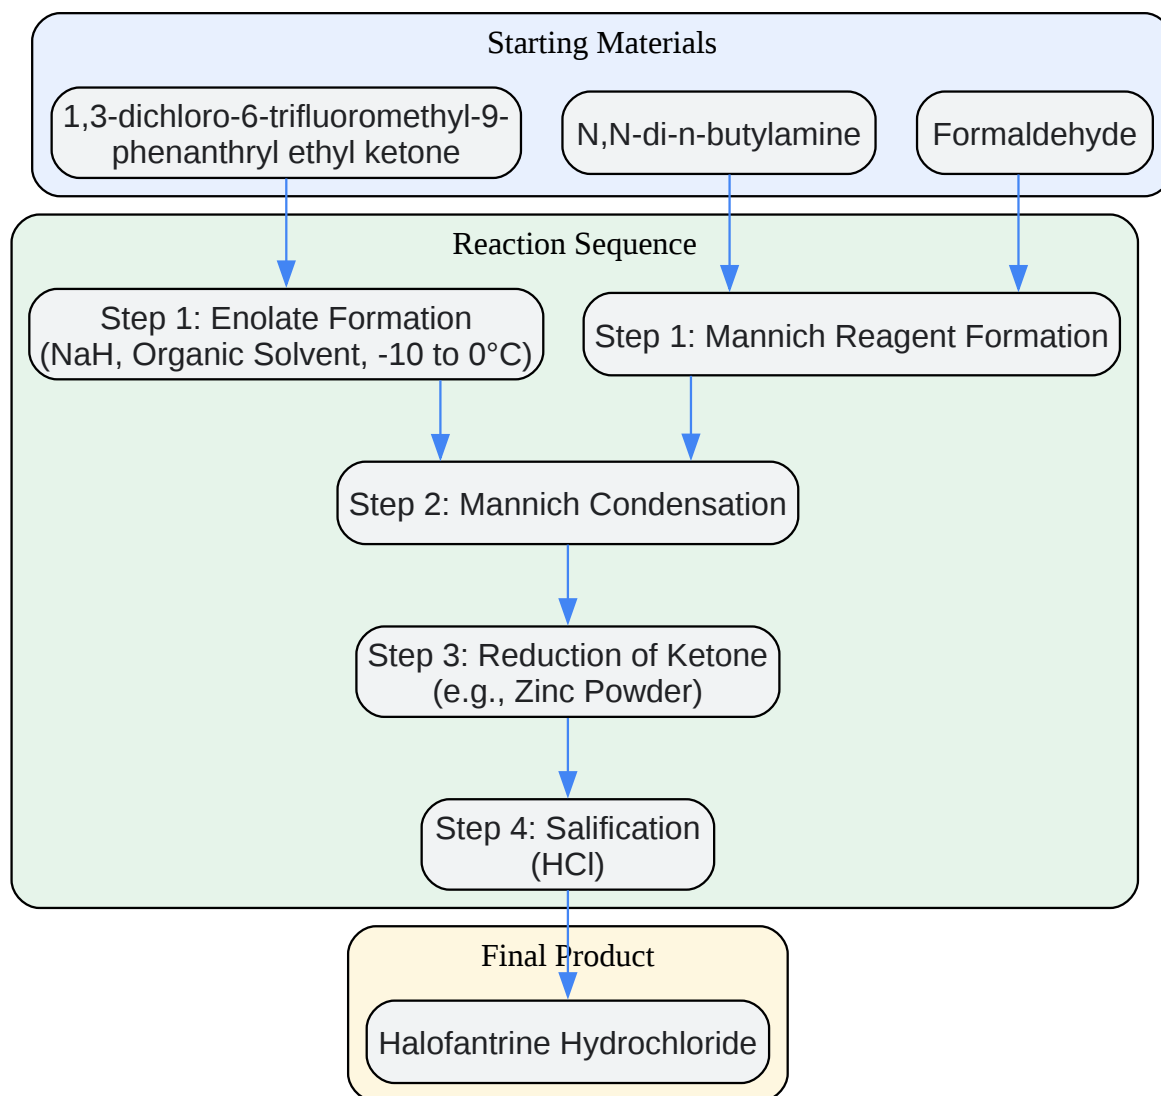 Starting Materials
1,3-dichloro-6-trifluoromethyl-9-
phenanthryl ethyl ketone
N,N-di-n-butylamine
Formaldehyde
Reaction Sequence
Step 1: Enolate Formation
(NaH, Organic Solvent, -10 to 0°C)
Step 1: Mannich Reagent Formation
Step 2: Mannich Condensation
Step 3: Reduction of Ketone
(e.g., Zinc Powder)
Step 4: Salification
(HCl)
Final Product
Halofantrine Hydrochloride